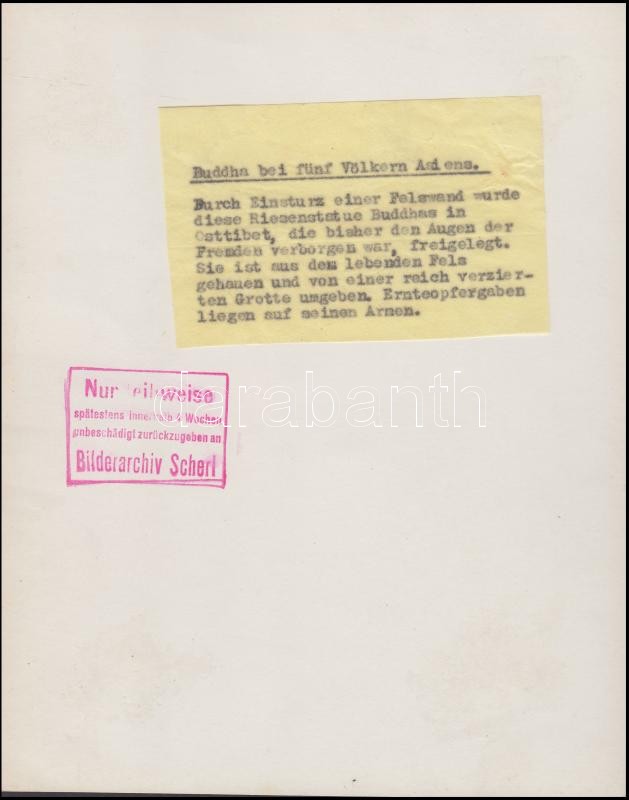 Buddha bei fünf Völkern Asiens.
Durch Einsturz einer Felswand wurde
diese Riesenstatue Buddhas in
Osttibet, die bisher den Augen der
Fremden verborgen war, freigelegt.
Sie ist aus dem lebenden Fels
gehauen und von einer reich verzier-
ten Grotte umgeben. Ernteopfergaben
liegen auf seinen Armen.
darabanth
Nur leihweise
spätestens innerhalb 4 Wochen
unbeschädigt zurückzugeben an
Bilderarchiv Scherl